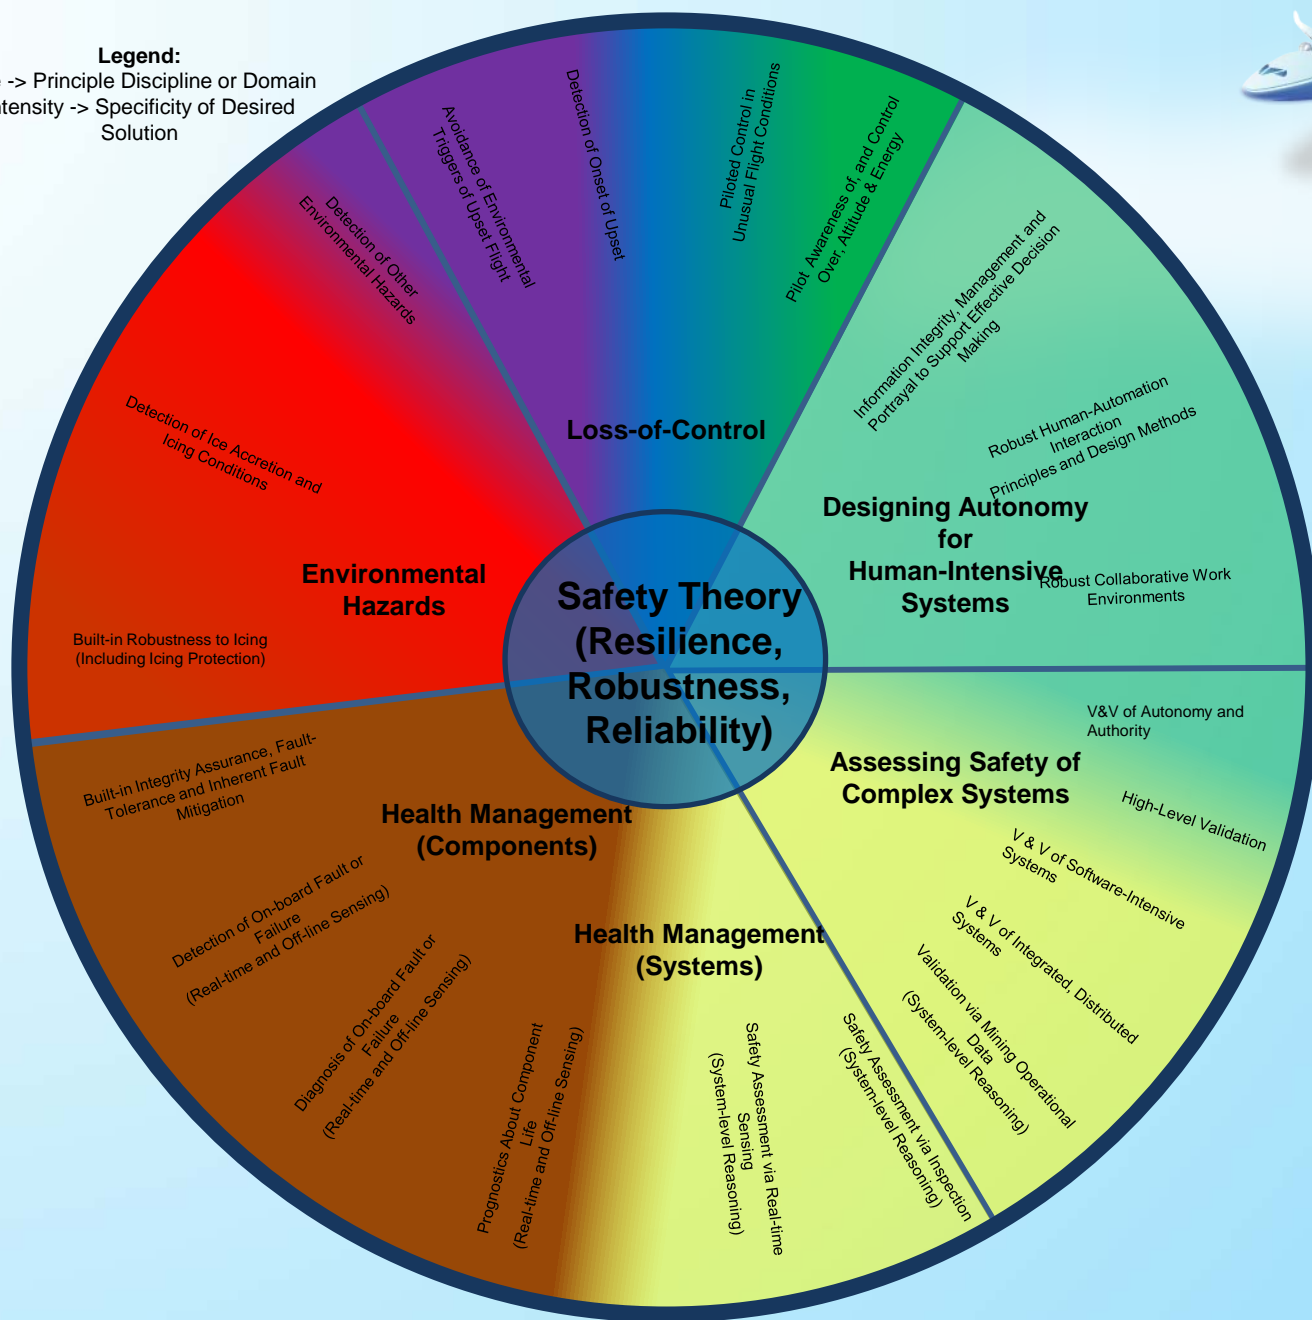 Legend:
-> Principle Discipline or Domain
-> Specificity of Desired
Solution
Avoidance of Environmental
Triggers of Upset Flight
Detection of Onset of Upset
Piloted Control in
Unusual Flight Conditions
Pilot Awareness of, and Control
Over, Attitude & Energy
Loss-of-Control
Information Integrity, Management and
Portrayal to Support Effective Decision
Making
Robust Human-Automation
Interaction
Principles and Design Methods
Designing Autonomy
for
Human-Intensive
Systems
Robust Collaborative Work
Environments
V&V of Autonomy and
Authority
Assessing Safety of
Complex Systems
High-Level Validation
V & V of Software-Intensive
Systems
V & V of Integrated, Distributed
Systems
Validation via Mining Operational
Data
(System-level Reasoning)
Safety Assessment via Inspection
(System-level Reasoning)
Safety Assessment via Real-time
Sensing
(System-level Reasoning)
Health Management
(Systems)
Prognostics About Component
Life
(Real-time and Off-line Sensing)
Diagnosis of On-board Fault or
Failure
(Real-time and Off-line Sensing)
Detection of On-board Fault or
Failure
(Real-time and Off-line Sensing)
Health Management
(Components)
Built-in Integrity Assurance, Fault-
Tolerance and Inherent Fault
Mitigation
Built-in Robustness to Icing
(Including Icing Protection)
Environmental
Hazards
Detection of Ice Accretion and
Icing Conditions
Detection of Other
Environmental Hazards
Safety Theory
(Resilience,
Robustness,
Reliability)